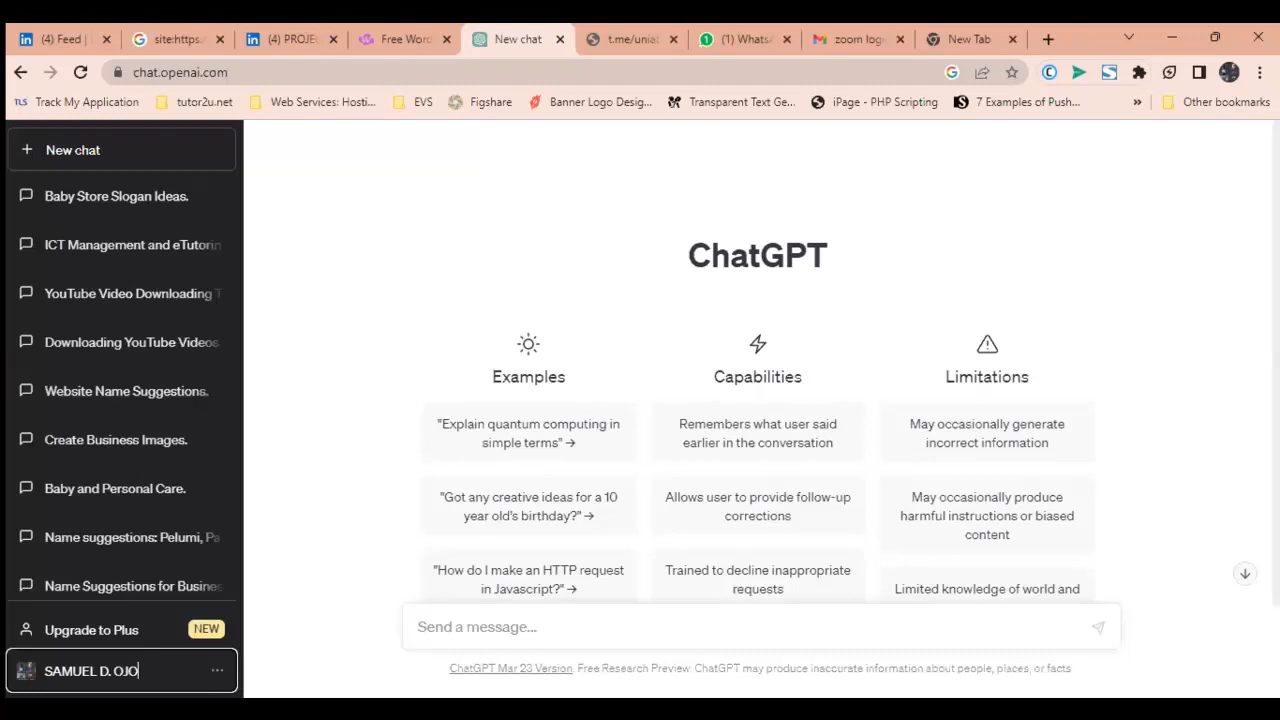 (4) Feed |
site:https:/
(4) PROJE
Free Word
New chat
t.me/uniat
(1) Whats
zoom log
New Tab
chat.openai.com
TLS Track My Application
tutor2u.net
Web Services: Hosti...
EVS
Figshare
Banner Logo Desig...
Transparent Text Ge...
iPage - PHP Scripting
7 Examples of Push...
»
Other bookmarks
+ New chat
Baby Store Slogan Ideas.
ICT Management and eTutorin
YouTube Video Downloading T
Downloading YouTube Videos.
Website Name Suggestions.
Create Business Images.
Baby and Personal Care.
Name suggestions: Pelumi, Pa
Name Suggestions for Busine
Upgrade to Plus
NEW
SAMUEL D. OJO
ChatGPT
Examples
"Explain quantum computing in
simple terms" →
"Got any creative ideas for a 10
year old's birthday?" →
"How do I make an HTTP request
in Javascript?" →
Capabilities
Remembers what user said
earlier in the conversation
Allows user to provide follow-up
corrections
Trained to decline inappropriate
requests
Limitations
May occasionally generate
incorrect information
May occasionally produce
harmful instructions or biased
content
Limited knowledge of world and
Send a message...
ChatGPT Mar 23 Version. Free Research Preview. ChatGPT may produce inaccurate information about people, places, or facts